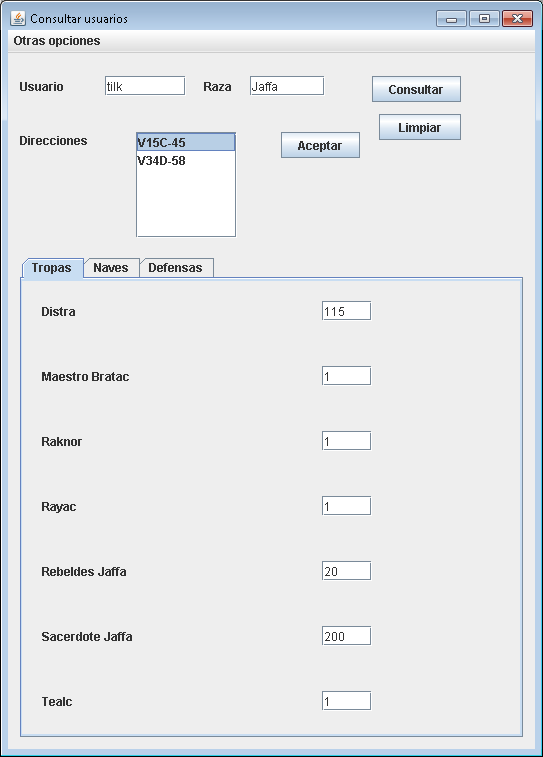 Consultar usuarios
Otras opciones
Usuario tilk Raza Jaffa Consultar
Limpiar
Direcciones V15C-45 Aceptar
V34D-58
Tropas Naves Defensas
Distra 115
Maestro Bratac 1
Raknor 1
Rayac 1
Rebeldes Jaffa 20
Sacerdote Jaffa 200
Tealc 1